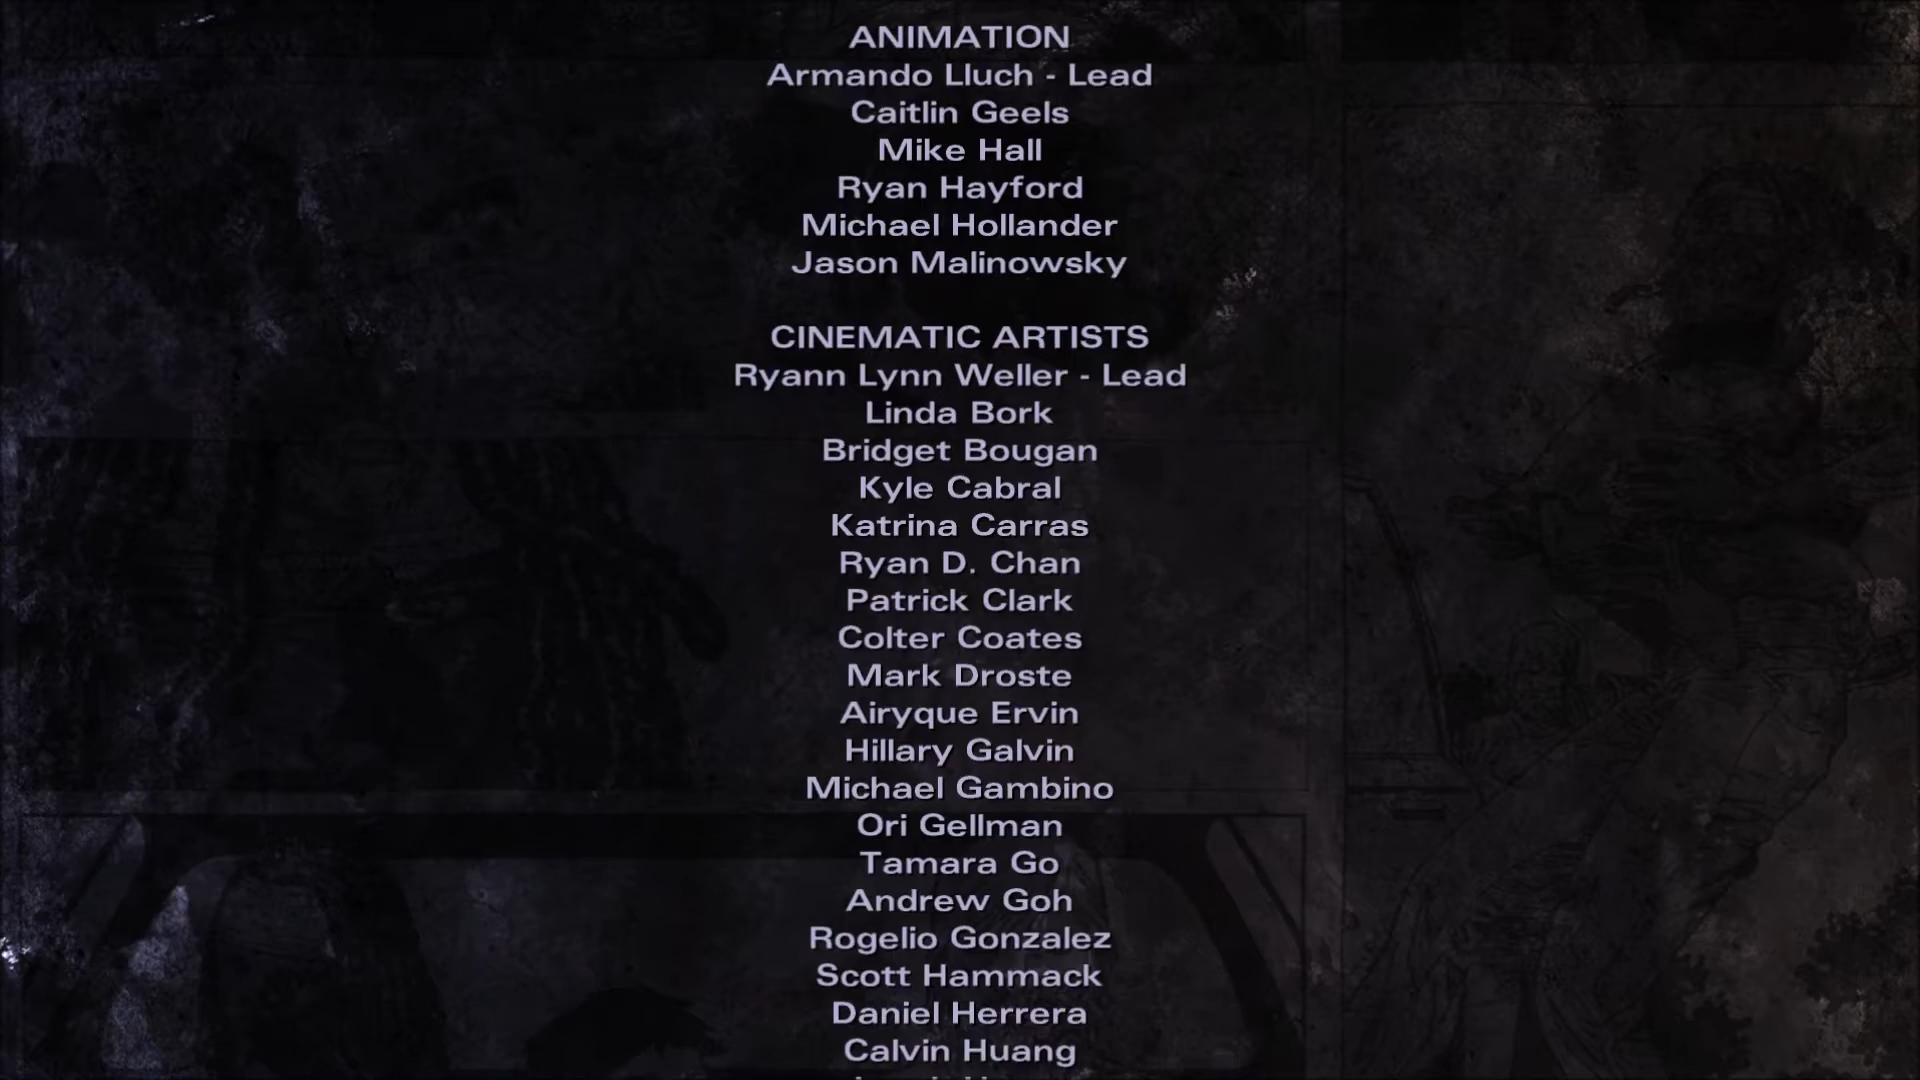 ANIMATION
Armando Lluch - Lead
Caitlin Geels
Mike Hall
Ryan Hayford
Michael Hollander
Jason Malinowsky
CINEMATIC ARTISTS
Ryann Lynn Weller - Lead
Linda Bork
Bridget Bougan
Kyle Cabral
Katrina Carras
Ryan D. Chan
Patrick Clark
Colter Coates
Mark Droste
Airyque Ervin
Hillary Galvin
Michael Gambino
Ori Gellman
Tamara Go
Andrew Goh
Rogelio Gonzalez
Scott Hammack
Daniel Herrera
Calvin Huang